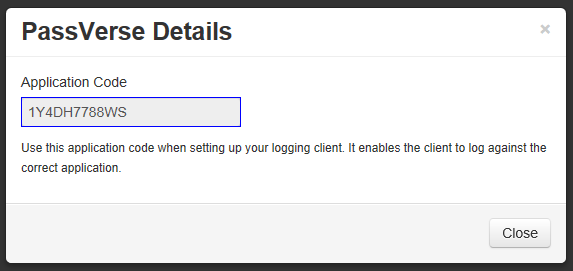 PassVerse Details
×
Application Code
1Y4DH7788WS
Use this application code when setting up your logging client. It enables the client to log against the
correct application.
Close